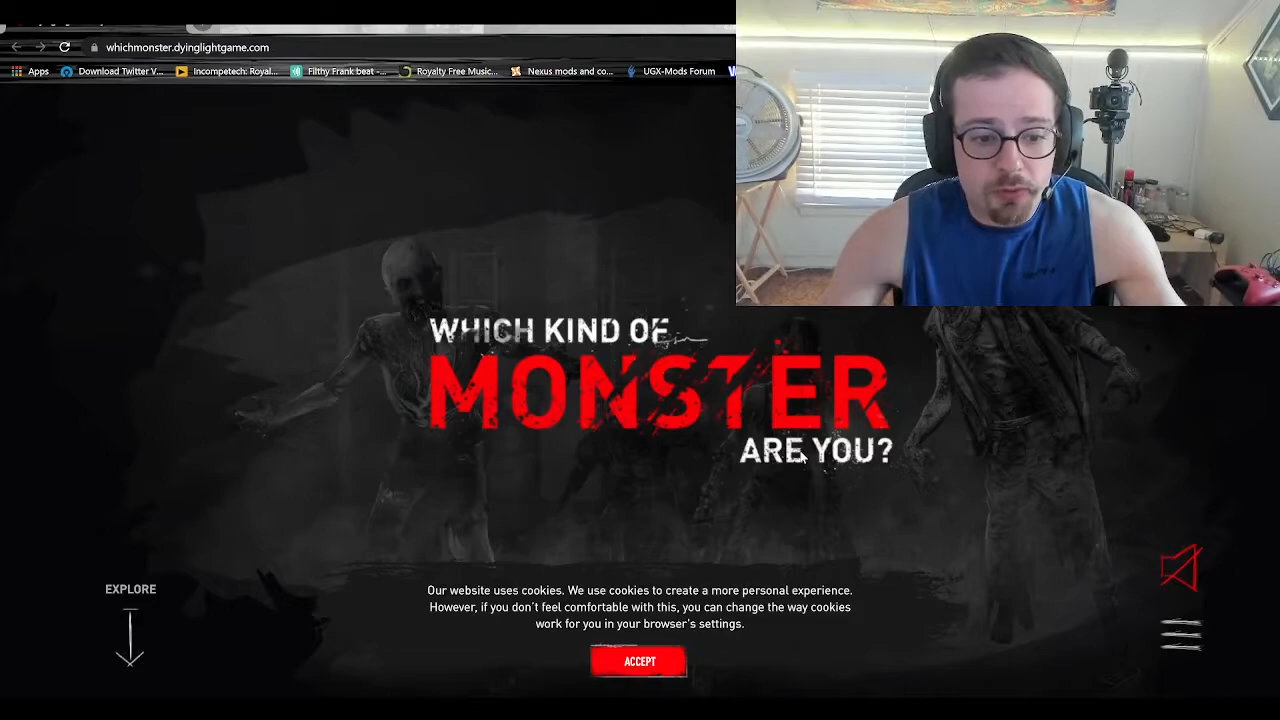 whichmonster.dyinglightgame.com
Apps Download Twitter V... Incompetech: Royal... Filthy Frank beat -... Royalty Free Music... Nexus mods and co... UGX-Mods Forum
WHICH KIND OF
MONSTER
ARE YOU?
EXPLORE
Our website uses cookies. We use cookies to create a more personal experience.
However, if you don't feel comfortable with this, you can change the way cookies
work for you in your browser's settings.
ACCEPT